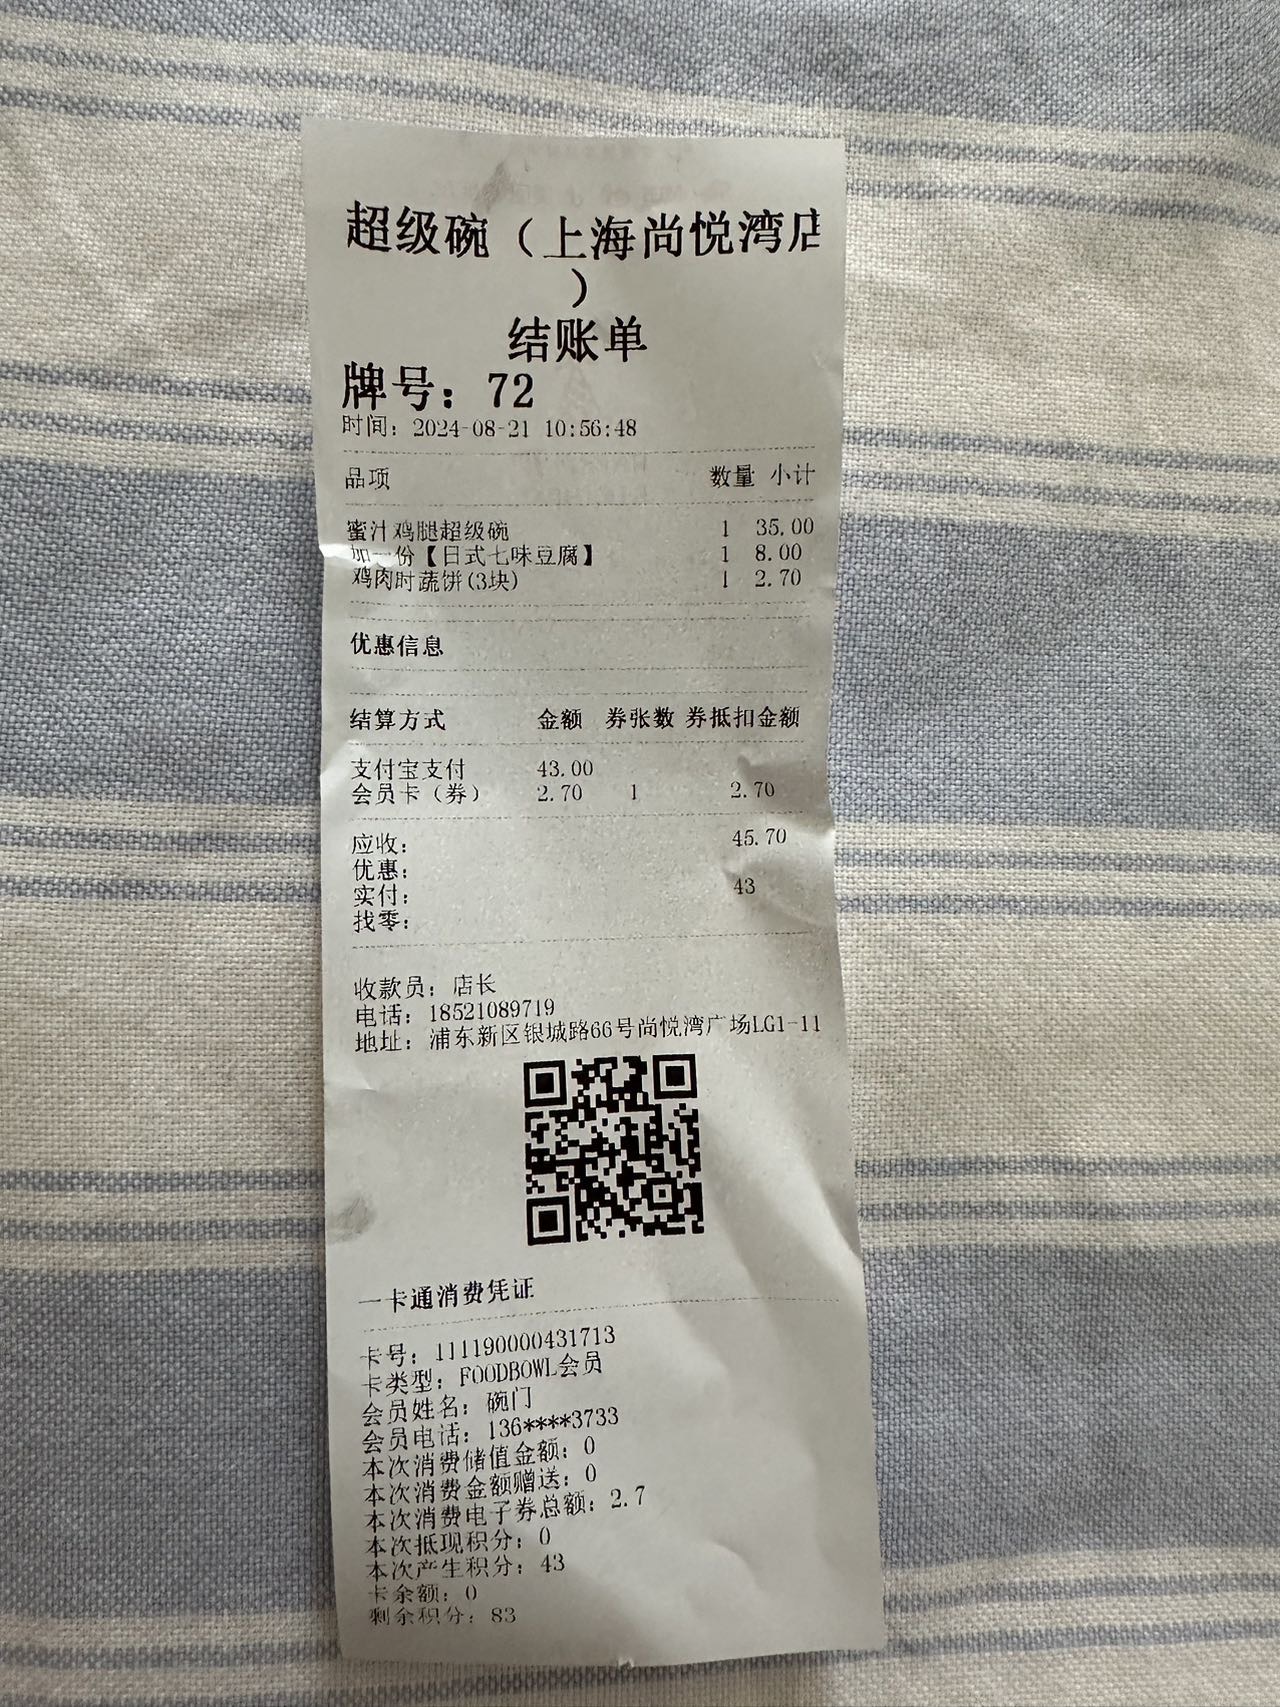 超级碗（上海尚悦湾店
）
结账单
牌号：72
时间：2024-08-21 10:56:48
品项 数量 小计
蜜汁鸡腿超级碗 1 35.00
加一份【日式七味豆腐】 1 8.00
鸡肉时蔬饼(3块) 1 2.70
优惠信息
结算方式 金额 券张数 券抵扣金额
支付宝支付 43.00
会员卡（券） 2.70 1 2.70
应收： 45.70
优惠：
实付： 43
找零：
收款员：店长
电话：18521089719
地址：浦东新区银城路66号尚悦湾广场LG1-11
一卡通消费凭证
卡号：111190000431713
卡类型：FOODBOWL会员
会员姓名：碗门
会员电话：136****3733
本次消费储值金额：0
本次消费金额赠送：0
本次消费电子券总额：2.7
本次抵现积分：0
本次产生积分：43
卡余额：0
剩余积分：83